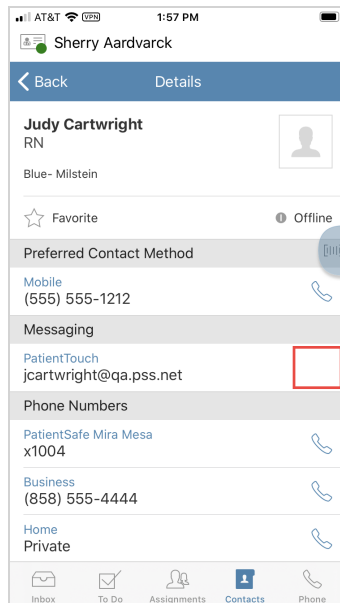 AT&T VPN 1:57 PM
Sherry Aardvarck
Back Details
Judy Cartwright
RN
Blue- Milstein
Favorite Offline
Preferred Contact Method
Mobile
(555) 555-1212
Messaging
PatientTouch
jcartwright@qa.pss.net
Phone Numbers
PatientSafe Mira Mesa
x1004
Business
(858) 555-4444
Home
Private
Inbox To Do Assignments Contacts Phone